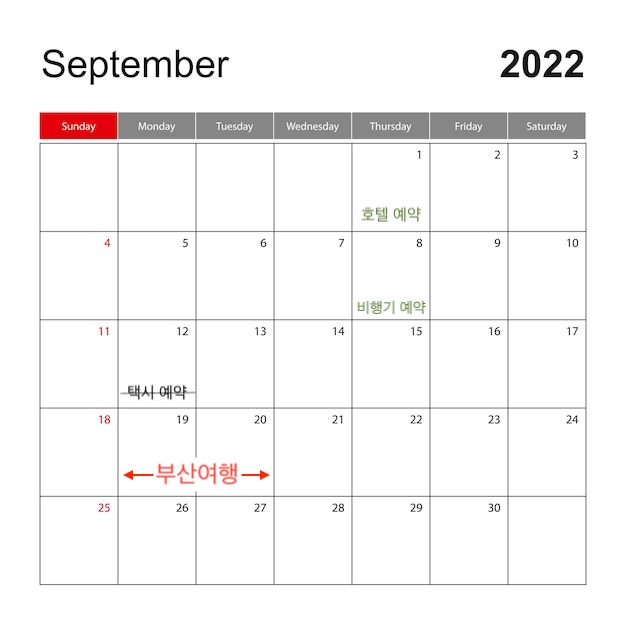 September 2022
Sunday Monday Tuesday Wednesday Thursday Friday Saturday
1 2 3
호텔 예약
4 5 6 7 8 9 10
비행기 예약
11 12 13 14 15 16 17
택시 예약
18 19 20 21 22 23 24
부산여행
25 26 27 28 29 30